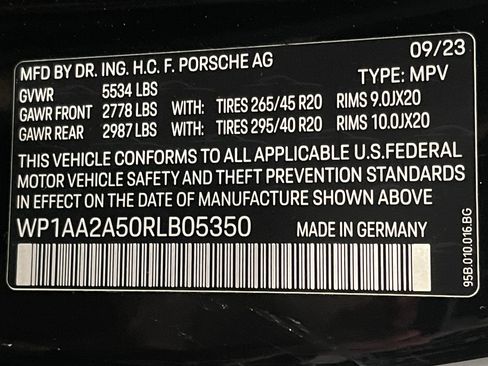 MFD BY DR. ING. H.C. F. PORSCHE AG 09/23
GVWR 5534 LBS TYPE: MPV
GAWR FRONT 2778 LBS WITH: TIRES 265/45 R20 RIMS 9.0JX20
GAWR REAR 2987 LBS WITH: TIRES 295/40 R20 RIMS 10.0JX20
THIS VEHICLE CONFORMS TO ALL APPLICABLE U.S.FEDERAL
MOTOR VEHICLE SAFETY AND THEFT PREVENTION STANDARDS
IN EFFECT ON THE DATE OF MANUFACTURE SHOWN ABOVE
WP1AA2A50RLB05350 MADE IN GERMANY
95B.010.016.BG